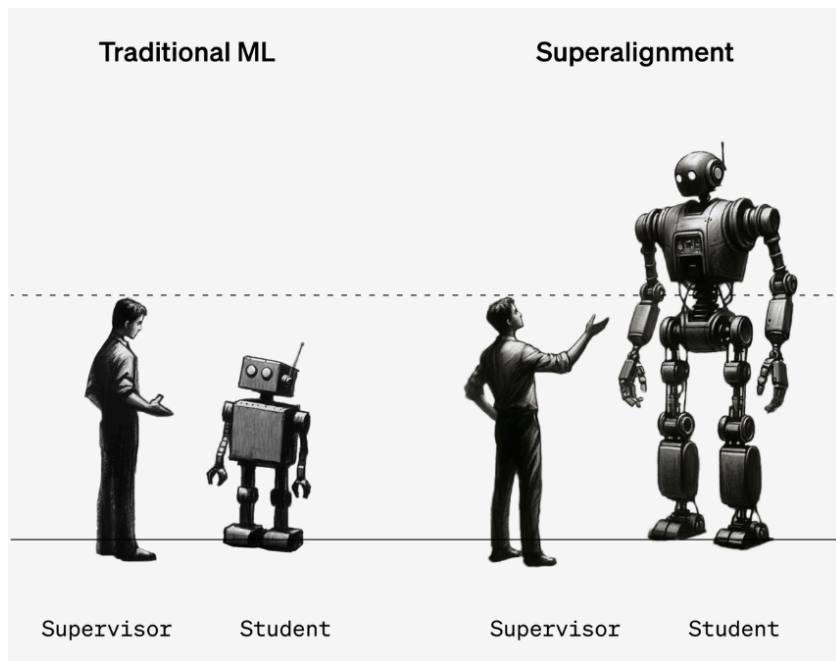 Traditional ML
Superalignment
Supervisor
Student
Supervisor
Student